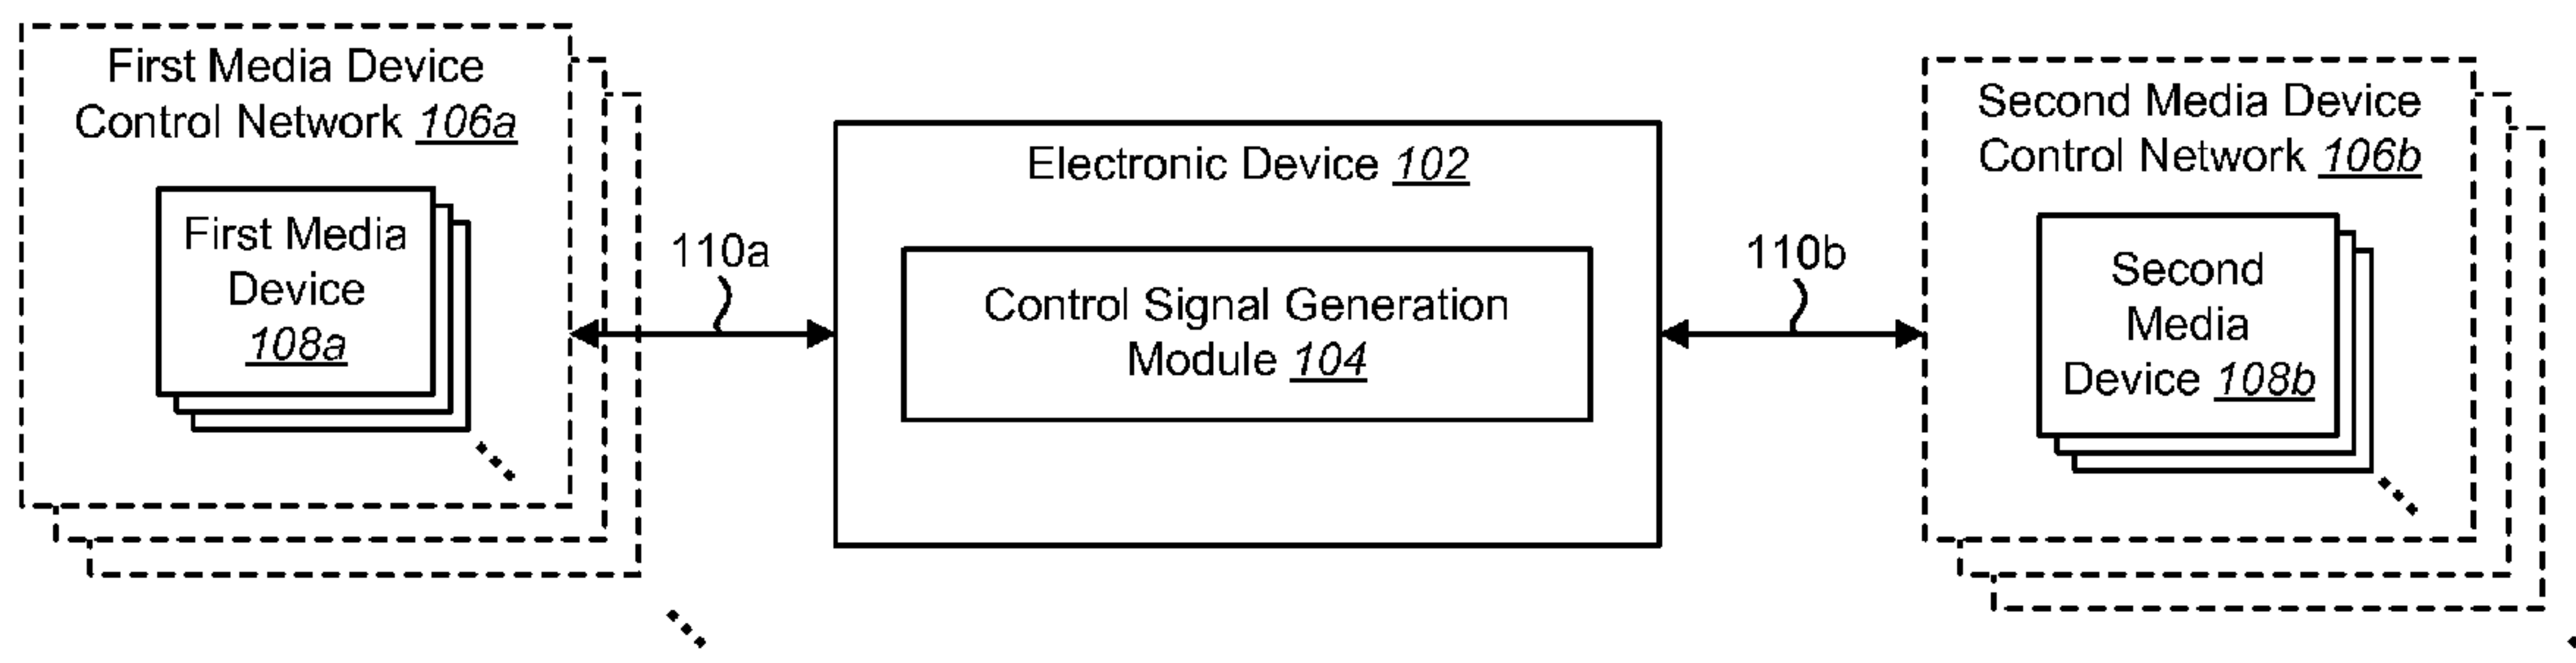 First Media Device
Control Network 106a
First Media
Device
108a
110a
Electronic Device 102
Control Signal Generation
Module 104
110b
Second Media Device
Control Network 106b
Second
Media
Device 108b